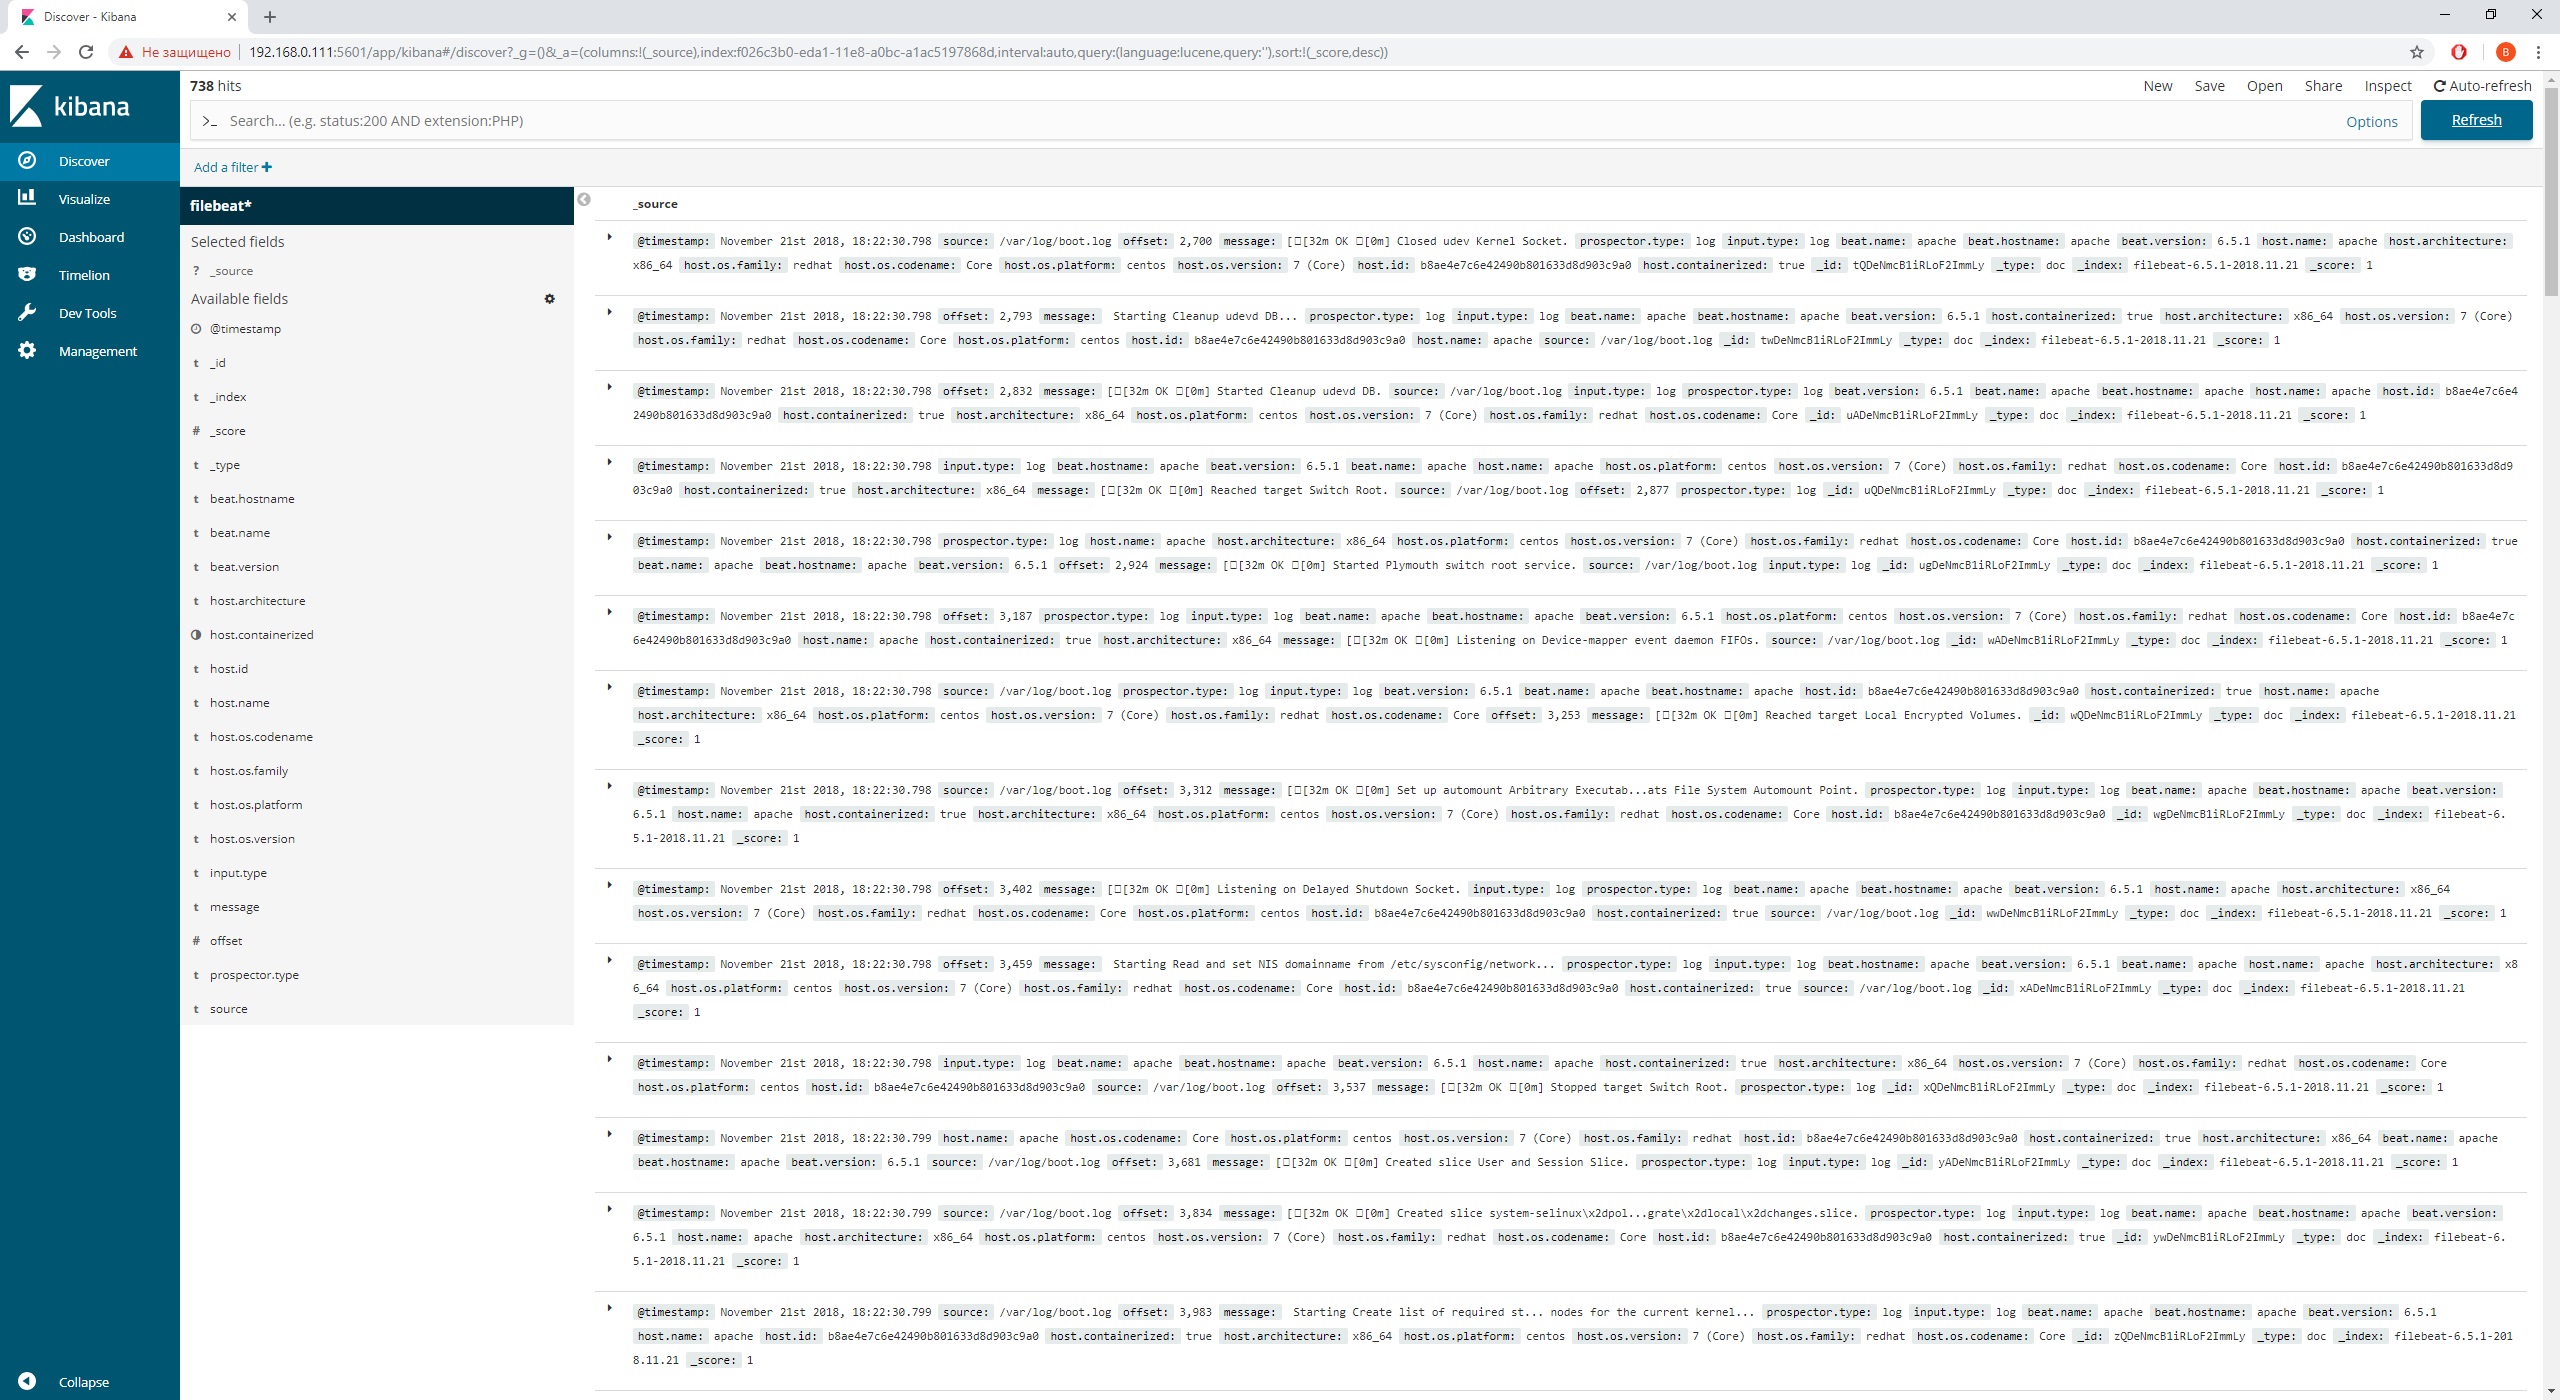 Discover - Kibana
Не защищено 192.168.0.111:5601/app/kibana#/discover?_g=()&_a=(columns:!(_source),index:f026c3b0-eda1-11e8-a0bc-a1ac5197868d,interval:auto,query:(language:lucene,query:''),sort:!(_score,desc)) B
kibana
Discover
Visualize
Dashboard
Timelion
Dev Tools
Management
Collapse
738 hits
New Save Open Share Inspect Auto-refresh
>_ Search... (e.g. status:200 AND extension:PHP) Options Refresh
Add a filter +
filebeat*
Selected fields
? _source
Available fields
@timestamp
t _id
t _index
# _score
t _type
t beat.hostname
t beat.name
t beat.version
t host.architecture
host.containerized
t host.id
t host.name
t host.os.codename
t host.os.family
t host.os.platform
t host.os.version
t input.type
t message
# offset
t prospector.type
t source
_source
@timestamp: November 21st 2018, 18:22:30.798 source: /var/log/boot.log offset: 2,700 message: [□[32m OK □[0m] Closed udev Kernel Socket. prospector.type: log input.type: log beat.name: apache beat.hostname: apache beat.version: 6.5.1 host.name: apache host.architecture:
x86_64 host.os.family: redhat host.os.codename: Core host.os.platform: centos host.os.version: 7 (Core) host.id: b8ae4e7c6e42490b801633d8d903c9a0 host.containerized: true _id: tQDeNmcB1iRLoF2ImmLy _type: doc _index: filebeat-6.5.1-2018.11.21 _score: 1
@timestamp: November 21st 2018, 18:22:30.798 offset: 2,793 message: Starting Cleanup udevd DB... prospector.type: log input.type: log beat.name: apache beat.hostname: apache beat.version: 6.5.1 host.containerized: true host.architecture: x86_64 host.os.version: 7 (Core)
host.os.family: redhat host.os.codename: Core host.os.platform: centos host.id: b8ae4e7c6e42490b801633d8d903c9a0 host.name: apache source: /var/log/boot.log _id: twDeNmcB1iRLoF2ImmLy _type: doc _index: filebeat-6.5.1-2018.11.21 _score: 1
@timestamp: November 21st 2018, 18:22:30.798 offset: 2,832 message: [□[32m OK □[0m] Started Cleanup udevd DB. source: /var/log/boot.log input.type: log prospector.type: log beat.version: 6.5.1 beat.name: apache beat.hostname: apache host.name: apache host.id: b8ae4e7c6e4
2490b801633d8d903c9a0 host.containerized: true host.architecture: x86_64 host.os.platform: centos host.os.version: 7 (Core) host.os.family: redhat host.os.codename: Core _id: uADeNmcB1iRLoF2ImmLy _type: doc _index: filebeat-6.5.1-2018.11.21 _score: 1
@timestamp: November 21st 2018, 18:22:30.798 input.type: log beat.hostname: apache beat.version: 6.5.1 beat.name: apache host.name: apache host.os.platform: centos host.os.version: 7 (Core) host.os.family: redhat host.os.codename: Core host.id: b8ae4e7c6e42490b801633d8d9
03c9a0 host.containerized: true host.architecture: x86_64 message: [□[32m OK □[0m] Reached target Switch Root. source: /var/log/boot.log offset: 2,877 prospector.type: log _id: uQDeNmcB1iRLoF2ImmLy _type: doc _index: filebeat-6.5.1-2018.11.21 _score: 1
@timestamp: November 21st 2018, 18:22:30.798 prospector.type: log host.name: apache host.architecture: x86_64 host.os.platform: centos host.os.version: 7 (Core) host.os.family: redhat host.os.codename: Core host.id: b8ae4e7c6e42490b801633d8d903c9a0 host.containerized: true
beat.name: apache beat.hostname: apache beat.version: 6.5.1 offset: 2,924 message: [□[32m OK □[0m] Started Plymouth switch root service. source: /var/log/boot.log input.type: log _id: ugDeNmcB1iRLoF2ImmLy _type: doc _index: filebeat-6.5.1-2018.11.21 _score: 1
@timestamp: November 21st 2018, 18:22:30.798 offset: 3,187 prospector.type: log input.type: log beat.name: apache beat.hostname: apache beat.version: 6.5.1 host.os.platform: centos host.os.version: 7 (Core) host.os.family: redhat host.os.codename: Core host.id: b8ae4e7c
6e42490b801633d8d903c9a0 host.name: apache host.containerized: true host.architecture: x86_64 message: [□[32m OK □[0m] Listening on Device-mapper event daemon FIFOs. source: /var/log/boot.log _id: wADeNmcB1iRLoF2ImmLy _type: doc _index: filebeat-6.5.1-2018.11.21 _score: 1
@timestamp: November 21st 2018, 18:22:30.798 source: /var/log/boot.log prospector.type: log input.type: log beat.version: 6.5.1 beat.name: apache beat.hostname: apache host.id: b8ae4e7c6e42490b801633d8d903c9a0 host.containerized: true host.name: apache
host.architecture: x86_64 host.os.platform: centos host.os.version: 7 (Core) host.os.family: redhat host.os.codename: Core offset: 3,253 message: [□[32m OK □[0m] Reached target Local Encrypted Volumes. _id: wQDeNmcB1iRLoF2ImmLy _type: doc _index: filebeat-6.5.1-2018.11.21
_score: 1
@timestamp: November 21st 2018, 18:22:30.798 source: /var/log/boot.log offset: 3,312 message: [□[32m OK □[0m] Set up automount Arbitrary Executab...ats File System Automount Point. prospector.type: log input.type: log beat.name: apache beat.hostname: apache beat.version:
6.5.1 host.name: apache host.containerized: true host.architecture: x86_64 host.os.platform: centos host.os.version: 7 (Core) host.os.family: redhat host.os.codename: Core host.id: b8ae4e7c6e42490b801633d8d903c9a0 _id: wgDeNmcB1iRLoF2ImmLy _type: doc _index: filebeat-6.
5.1-2018.11.21 _score: 1
@timestamp: November 21st 2018, 18:22:30.798 offset: 3,402 message: [□[32m OK □[0m] Listening on Delayed Shutdown Socket. input.type: log prospector.type: log beat.name: apache beat.hostname: apache beat.version: 6.5.1 host.name: apache host.architecture: x86_64
host.os.version: 7 (Core) host.os.family: redhat host.os.codename: Core host.os.platform: centos host.id: b8ae4e7c6e42490b801633d8d903c9a0 host.containerized: true source: /var/log/boot.log _id: wwDeNmcB1iRLoF2ImmLy _type: doc _index: filebeat-6.5.1-2018.11.21 _score: 1
@timestamp: November 21st 2018, 18:22:30.798 offset: 3,459 message: Starting Read and set NIS domainname from /etc/sysconfig/network... prospector.type: log input.type: log beat.hostname: apache beat.version: 6.5.1 beat.name: apache host.name: apache host.architecture: x8
6_64 host.os.platform: centos host.os.version: 7 (Core) host.os.family: redhat host.os.codename: Core host.id: b8ae4e7c6e42490b801633d8d903c9a0 host.containerized: true source: /var/log/boot.log _id: xADeNmcB1iRLoF2ImmLy _type: doc _index: filebeat-6.5.1-2018.11.21
_score: 1
@timestamp: November 21st 2018, 18:22:30.798 input.type: log beat.name: apache beat.hostname: apache beat.version: 6.5.1 host.name: apache host.containerized: true host.architecture: x86_64 host.os.version: 7 (Core) host.os.family: redhat host.os.codename: Core
host.os.platform: centos host.id: b8ae4e7c6e42490b801633d8d903c9a0 source: /var/log/boot.log offset: 3,537 message: [□[32m OK □[0m] Stopped target Switch Root. prospector.type: log _id: xQDeNmcB1iRLoF2ImmLy _type: doc _index: filebeat-6.5.1-2018.11.21 _score: 1
@timestamp: November 21st 2018, 18:22:30.799 host.name: apache host.os.codename: Core host.os.platform: centos host.os.version: 7 (Core) host.os.family: redhat host.id: b8ae4e7c6e42490b801633d8d903c9a0 host.containerized: true host.architecture: x86_64 beat.name: apache
beat.hostname: apache beat.version: 6.5.1 source: /var/log/boot.log offset: 3,681 message: [□[32m OK □[0m] Created slice User and Session Slice. prospector.type: log input.type: log _id: yADeNmcB1iRLoF2ImmLy _type: doc _index: filebeat-6.5.1-2018.11.21 _score: 1
@timestamp: November 21st 2018, 18:22:30.799 source: /var/log/boot.log offset: 3,834 message: [□[32m OK □[0m] Created slice system-selinux\x2dpol...grate\x2dlocal\x2dchanges.slice. prospector.type: log input.type: log beat.name: apache beat.hostname: apache beat.version:
6.5.1 host.name: apache host.architecture: x86_64 host.os.platform: centos host.os.version: 7 (Core) host.os.family: redhat host.os.codename: Core host.id: b8ae4e7c6e42490b801633d8d903c9a0 host.containerized: true _id: ywDeNmcB1iRLoF2ImmLy _type: doc _index: filebeat-6.
5.1-2018.11.21 _score: 1
@timestamp: November 21st 2018, 18:22:30.799 source: /var/log/boot.log offset: 3,983 message: Starting Create list of required st... nodes for the current kernel... prospector.type: log input.type: log beat.name: apache beat.hostname: apache beat.version: 6.5.1
host.name: apache host.id: b8ae4e7c6e42490b801633d8d903c9a0 host.containerized: true host.architecture: x86_64 host.os.platform: centos host.os.version: 7 (Core) host.os.family: redhat host.os.codename: Core _id: zQDeNmcB1iRLoF2ImmLy _type: doc _index: filebeat-6.5.1-201
8.11.21 _score: 1